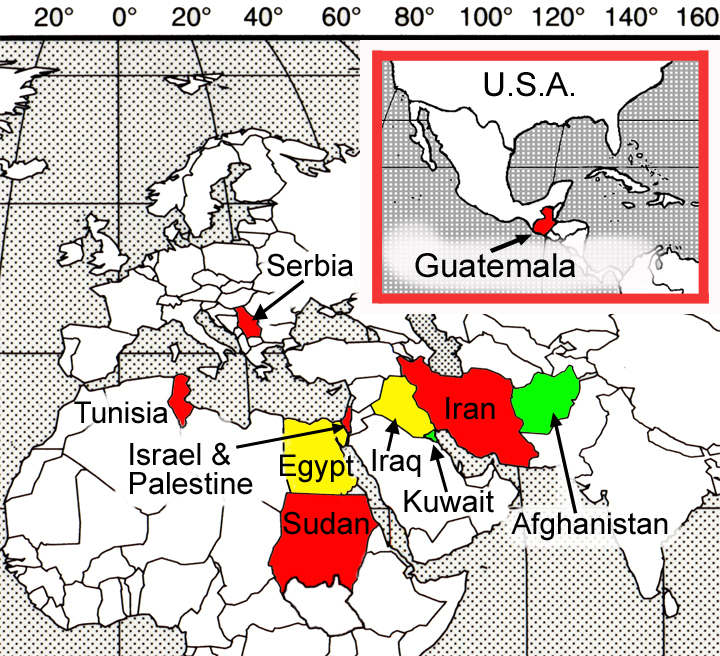 20° 0° 20° 40° 60° 80° 100° 120° 140° 160
U.S.A.
Guatemala
Serbia
Tunisia
Israel &
Palestine
Egypt
Iraq
Iran
Kuwait
Sudan
Afghanistan